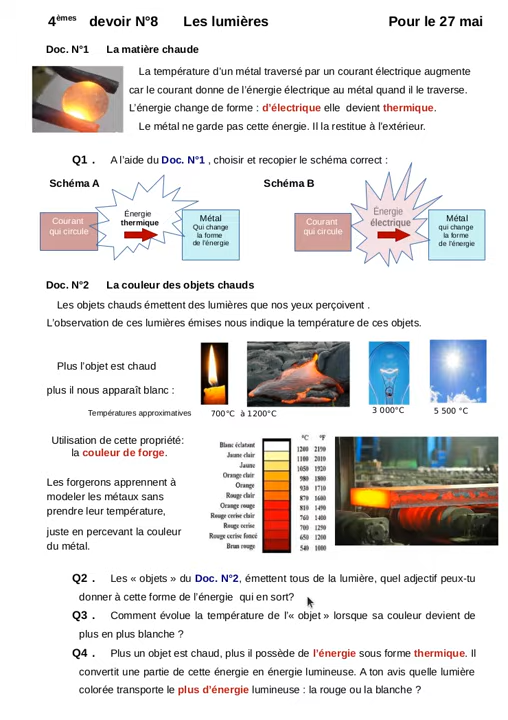 4èmes devoir N°8 Les lumières Pour le 27 mai
Doc. N°1 La matière chaude
La température d'un métal traversé par un courant électrique augmente
car le courant donne de l'énergie électrique au métal quand il le traverse.
L'énergie change de forme : d'électrique elle devient thermique.
Le métal ne garde pas cette énergie. Il la restitue à l'extérieur.
Q1 . A l'aide du Doc. N°1 , choisir et recopier le schéma correct :
Schéma A Schéma B
Courant
qui circule
Énergie
thermique
Métal
Qui change
la forme
de l'énergie
Courant
qui circule
Énergie
électrique
Métal
qui change
la forme
de l'énergie
Doc. N°2 La couleur des objets chauds
Les objets chauds émettent des lumières que nos yeux perçoivent .
L'observation de ces lumières émises nous indique la température de ces objets.
Plus l'objet est chaud
plus il nous apparaît blanc :
Températures approximatives 700°C à 1200°C 3 000°C 5 500 °C
Utilisation de cette propriété:
la couleur de forge.
Les forgerons apprennent à
modeler les métaux sans
prendre leur température,
juste en percevant la couleur
du métal.
°C °F
Blanc éclatant 1200 2190
Jaune clair 1100 2010
Jaune 1050 1920
Orange clair 980 1800
Orange 930 1710
Rouge clair 870 1600
Orange rouge 810 1490
Rouge cerise clair 760 1400
Rouge cerise 700 1290
Rouge cerise foncé 650 1200
Brun rouge 540 1000
Q2 . Les « objets » du Doc. N°2, émettent tous de la lumière, quel adjectif peux-tu
donner à cette forme de l'énergie qui en sort?
Q3 . Comment évolue la température de l'« objet » lorsque sa couleur devient de
plus en plus blanche ?
Q4 . Plus un objet est chaud, plus il possède de l'énergie sous forme thermique. Il
convertit une partie de cette énergie en énergie lumineuse. A ton avis quelle lumière
colorée transporte le plus d'énergie lumineuse : la rouge ou la blanche ?